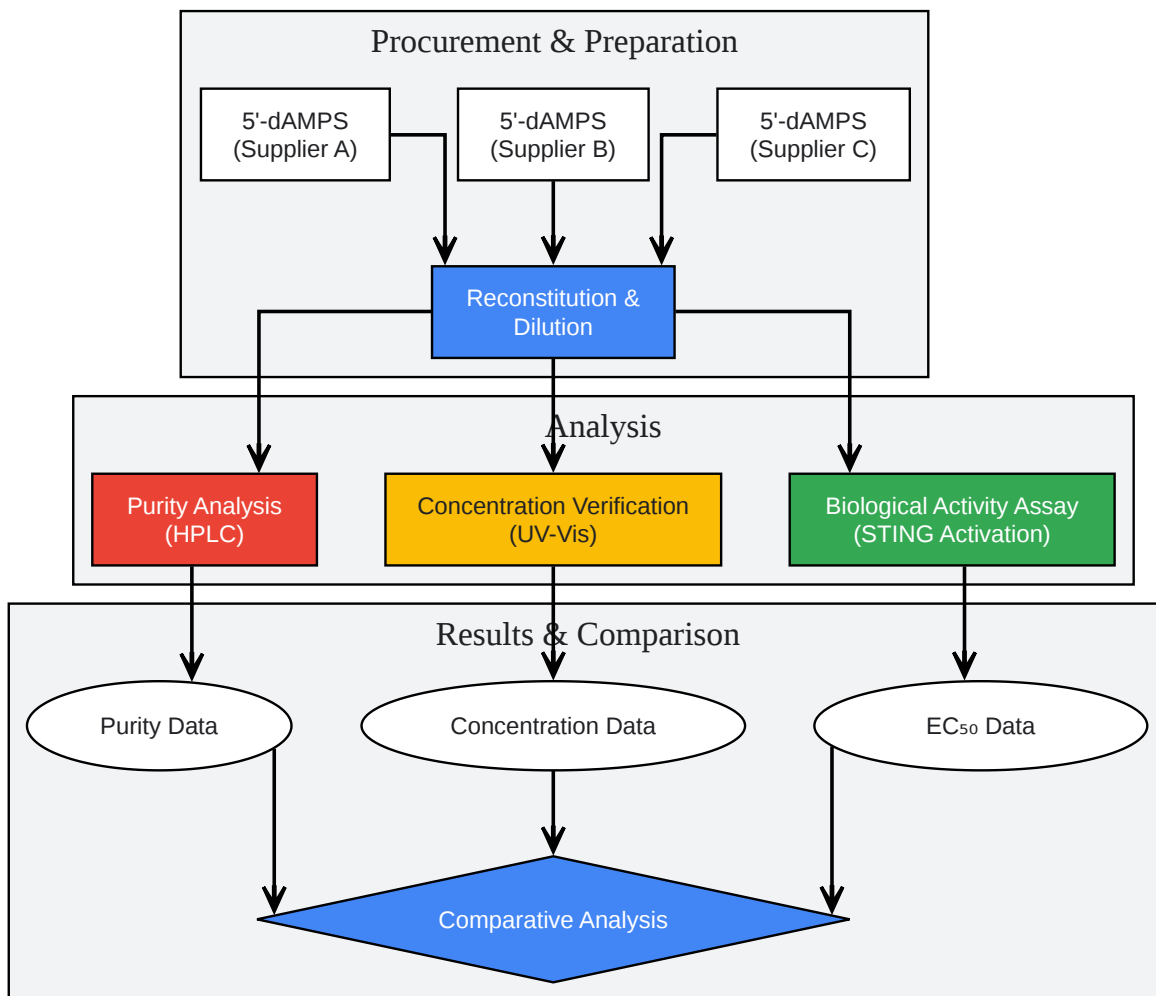 Procurement & Preparation
5'-dAMPS
(Supplier A)
5'-dAMPS
(Supplier B)
5'-dAMPS
(Supplier C)
Reconstitution &
Dilution
Analysis
Purity Analysis
(HPLC)
Concentration Verification
(UV-Vis)
Biological Activity Assay
(STING Activation)
Results & Comparison
Purity Data
Concentration Data
EC₅₀ Data
Comparative Analysis